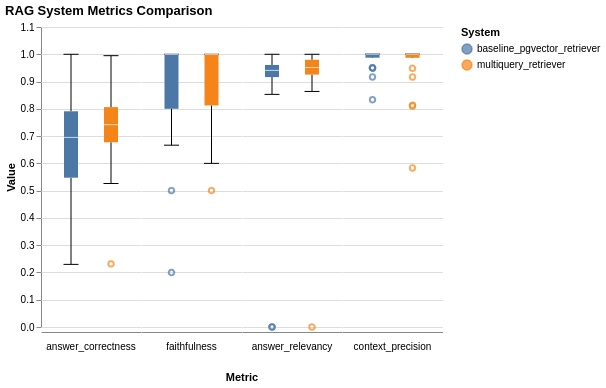 RAG System Metrics Comparison
1.1
1.0
0.9
0.8
0.7
0.6
0.5
0.4
0.3
0.2
0.1
0.0
Value
answer_correctness
faithfulness
answer_relevancy
context_precision
Metric
System
baseline_pgvector_retriever
multiquery_retriever